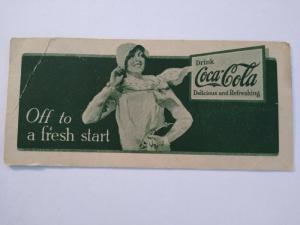 Off to
a fresh start
Drink
Coca-Cola
Delicious and Refreshing